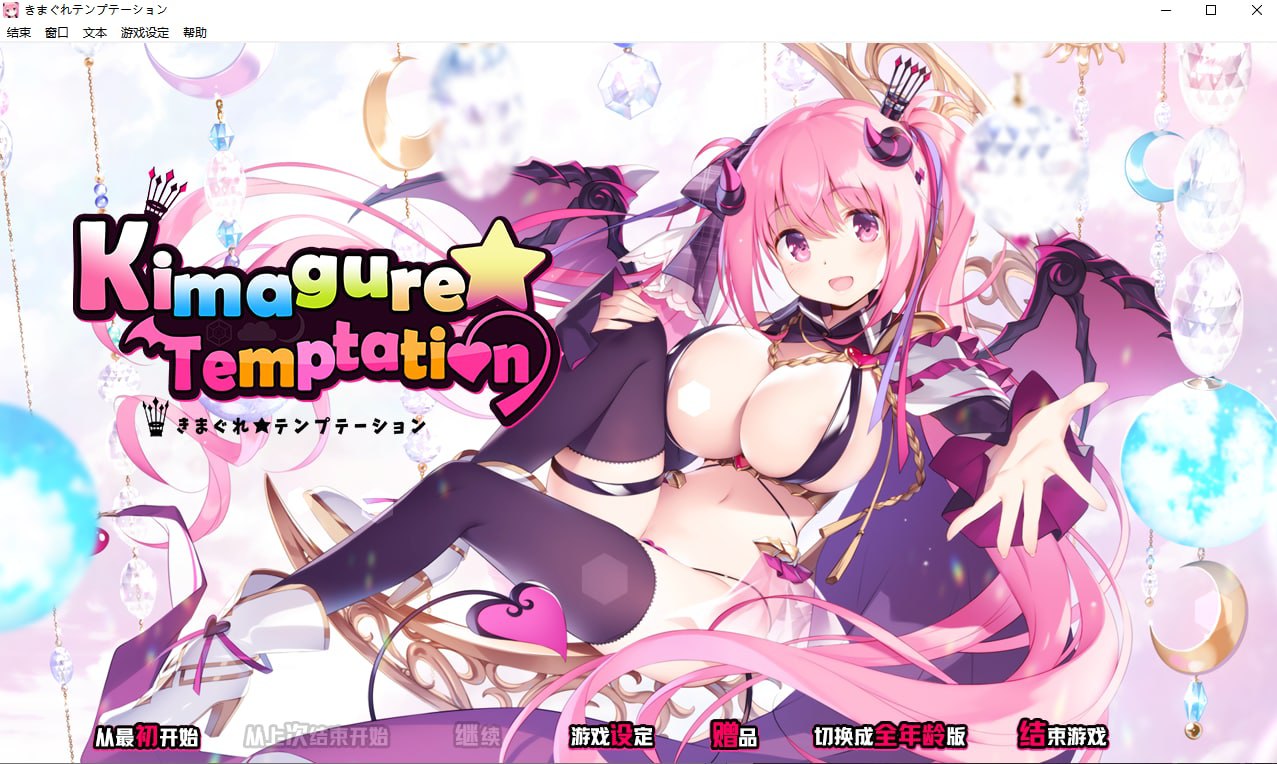 きまぐれテンプテーション
结束 窗口 文本 游戏设定 帮助
Kimagure
Temptation
きまぐれ★テンプテーション
从最初开始 从上次结束开始 继续 游戏设定 赠品 切换成全年龄版 结束游戏